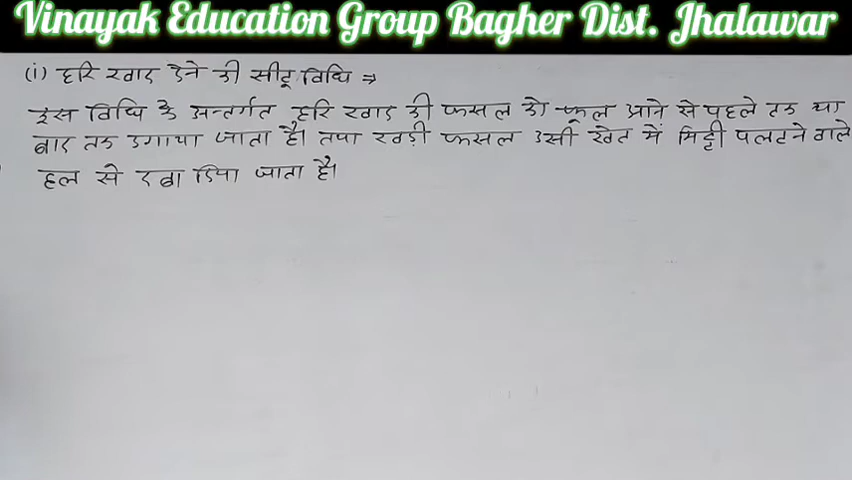 Vinayak Education Group Bagher Dist. Jhalawar
(i) हरि खाद देने की सीटू विधि ⇒
इस विधि के अन्तर्गत हरि खाद की फसल को फूल आने से पहले तक या
बाद तक उगाया जाता है। तथा खड़ी फसल उसी खेत में मिट्टी पलटने वाले
हल से दबा दिया जाता है।